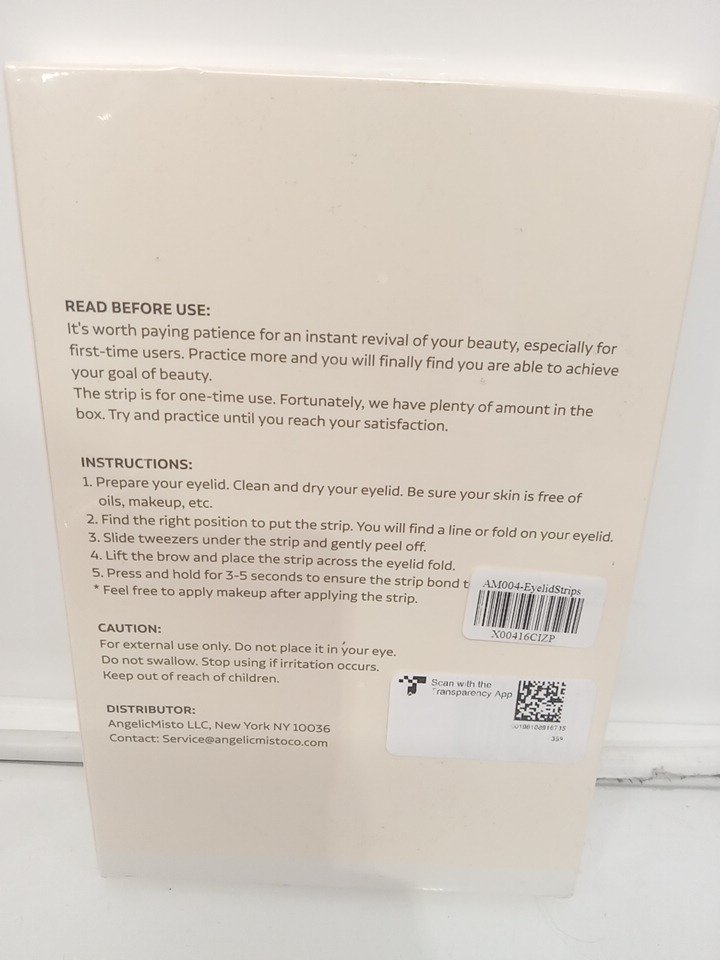 READ BEFORE USE:
It's worth paying patience for an instant revival of your beauty, especially for
first-time users. Practice more and you will finally find you are able to achieve
your goal of beauty.
The strip is for one-time use. Fortunately, we have plenty of amount in the
box. Try and practice until you reach your satisfaction.
INSTRUCTIONS:
1. Prepare your eyelid. Clean and dry your eyelid. Be sure your skin is free of
oils, makeup, etc.
2. Find the right position to put the strip. You will find a line or fold on your eyelid.
3. Slide tweezers under the strip and gently peel off.
4. Lift the brow and place the strip across the eyelid fold.
5. Press and hold for 3-5 seconds to ensure the strip bond
* Feel free to apply makeup after applying the strip.
AM004-EyelidStrips
X00416CIZP
CAUTION:
For external use only. Do not place it in your eye.
Do not swallow. Stop using if irritation occurs.
Keep out of reach of children.
Scan with the
Transparency App
DISTRIBUTOR:
AngelicMisto LLC, New York NY 10036
Contact: Service@angelicmistoco.com